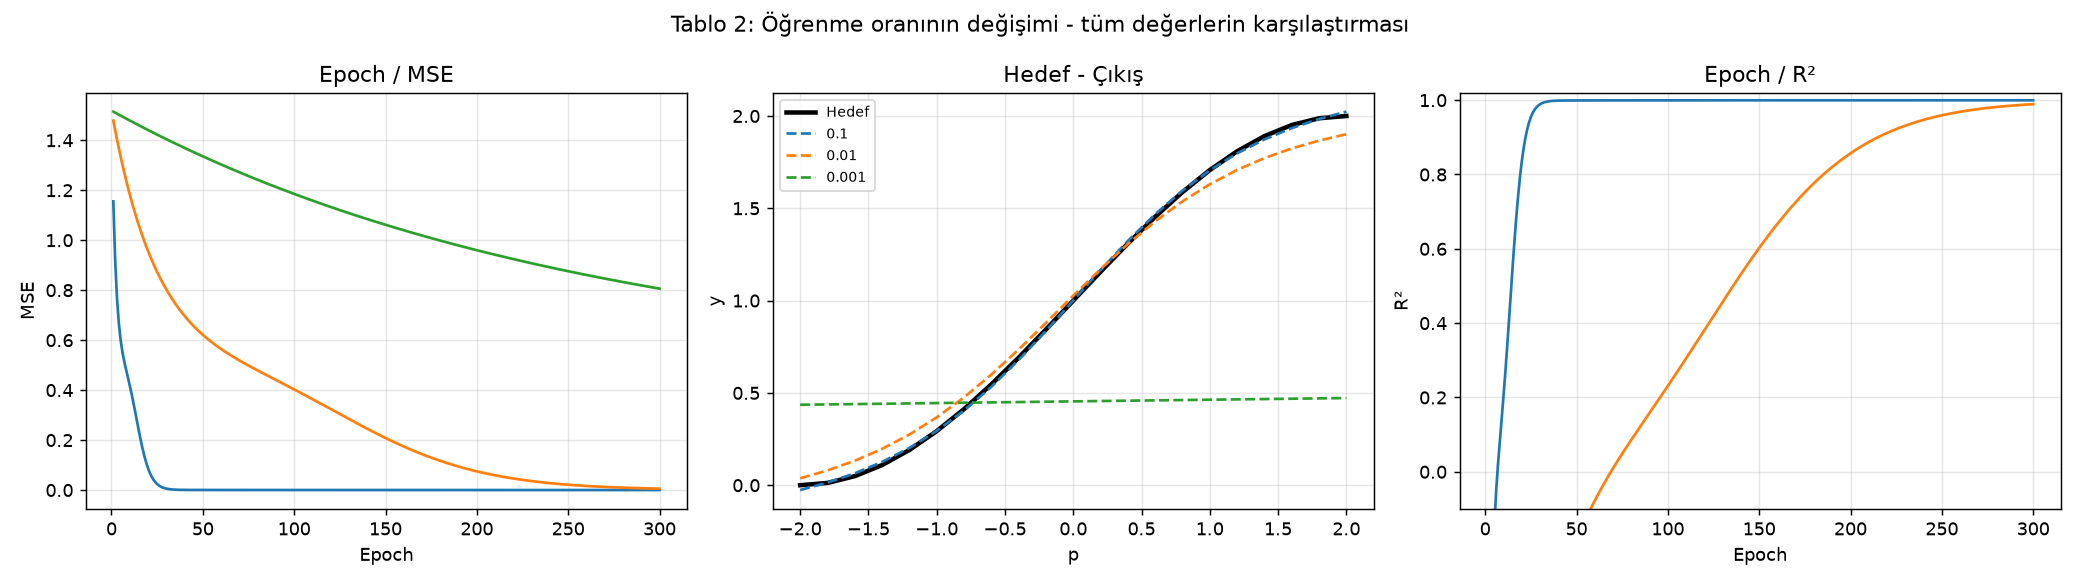 Tablo 2: Öğrenme oranının değişimi - tüm değerlerin karşılaştırması
Epoch / MSE
MSE
1.4
1.2
1.0
0.8
0.6
0.4
0.2
0.0
0 50 100 150 200 250 300
Epoch
Hedef - Çıkış
Hedef
0.1
0.01
0.001
y
2.0
1.5
1.0
0.5
0.0
−2.0 −1.5 −1.0 −0.5 0.0 0.5 1.0 1.5 2.0
p
Epoch / R²
R²
1.0
0.8
0.6
0.4
0.2
0.0
0 50 100 150 200 250 300
Epoch